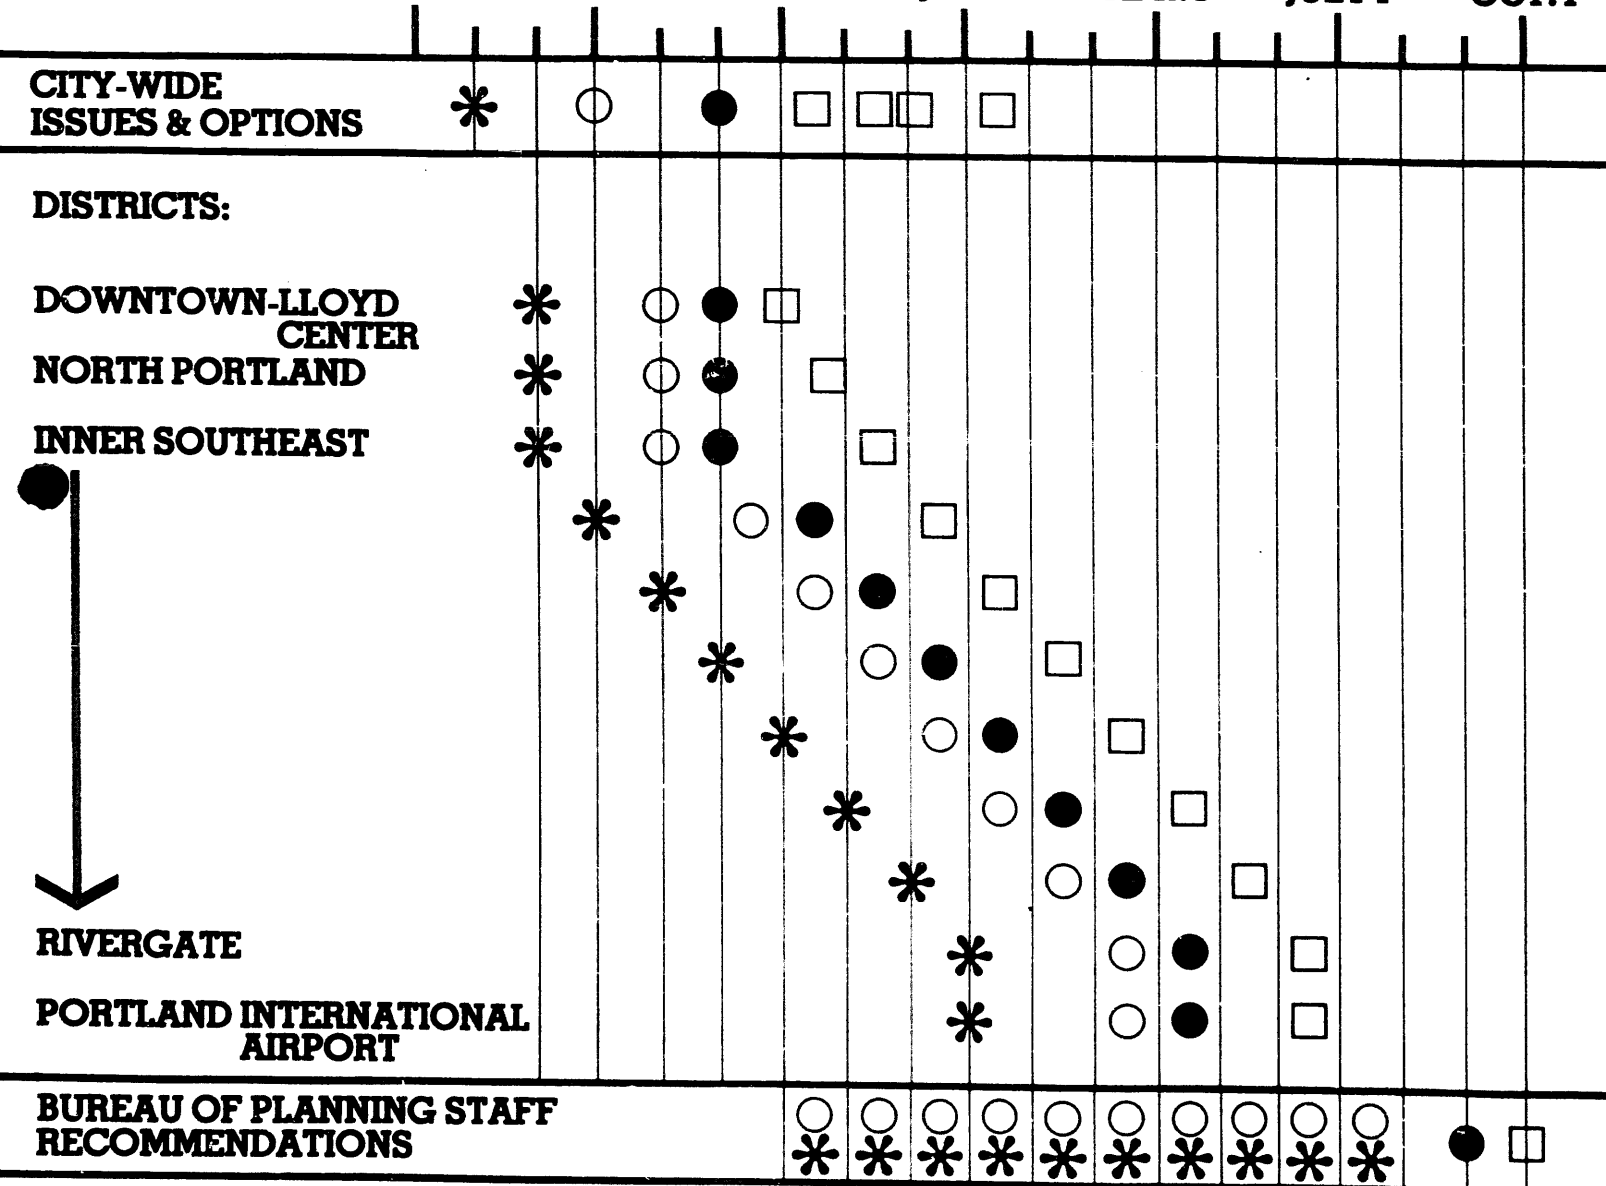 CITY-WIDE
ISSUES & OPTIONS
DISTRICTS:
DOWNTOWN-LLOYD
CENTER
NORTH PORTLAND
INNER SOUTHEAST
RIVERGATE
PORTLAND INTERNATIONAL
AIRPORT
BUREAU OF PLANNING STAFF
RECOMMENDATIONS